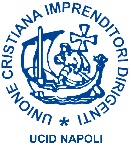 UNIONE CRISTIANA IMPRENDITORI DIRIGENTI *
UCID NAPOLI